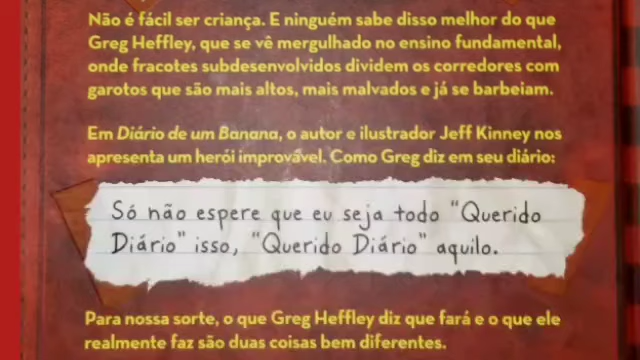 Não é fácil ser criança. E ninguém sabe disso melhor do que
Greg Heffley, que se vê mergulhado no ensino fundamental,
onde fracotes subdesenvolvidos dividem os corredores com
garotos que são mais altos, mais malvados e já se barbeiam.
Em Diário de um Banana, o autor e ilustrador Jeff Kinney nos
apresenta um herói improvável. Como Greg diz em seu diário:
Só não espere que eu seja todo “Querido
Diário” isso, “Querido Diário” aquilo.
Para nossa sorte, o que Greg Heffley diz que fará e o que ele
realmente faz são duas coisas bem diferentes.